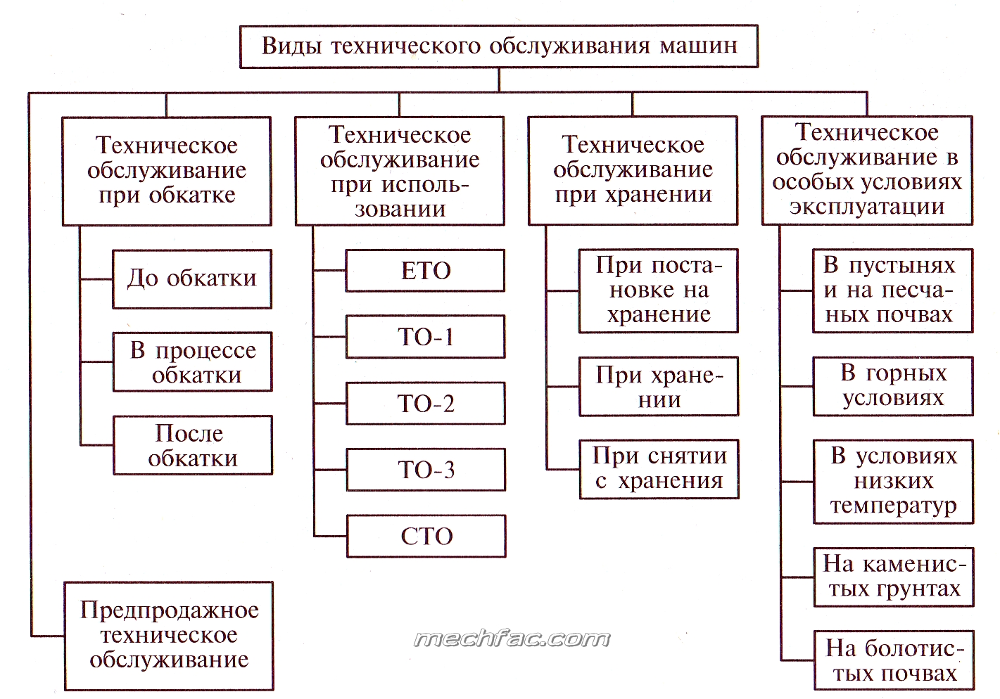 Виды технического обслуживания машин
Техническое
обслуживание
при обкатке
До обкатки
В процессе
обкатки
После
обкатки
Техническое
обслуживание
при исполь-
зовании
ЕТО
ТО-1
ТО-2
ТО-3
СТО
Техническое
обслуживание
при хранении
При поста-
новке на
хранение
При хране-
нии
При снятии
с хранения
Техническое
обслуживание в
особых условиях
эксплуатации
В пустынях
и на песча-
ных почвах
В горных
условиях
В условиях
низких
температур
На каменис-
тых грунтах
На болотис-
тых почвах
Предпродажное
техническое
обслуживание
mechfac.com